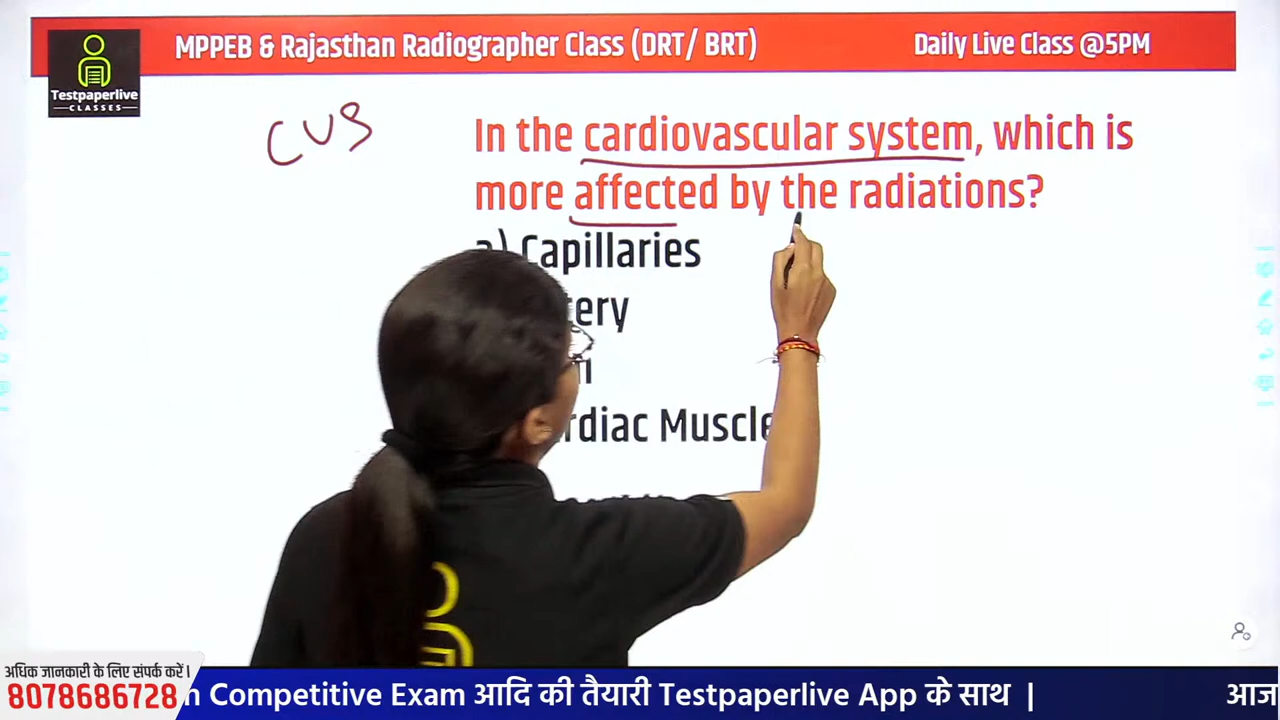 MPPEB & Rajasthan Radiographer Class (DRT/ BRT)
Daily Live Class @5PM
Testpaperlive
CLASSES
CVS
In the cardiovascular system, which is
more affected by the radiations?
a) Capillaries
tery
rdiac Muscle
अधिक जानकारी के लिए संपर्क करें।
8078686728
n Competitive Exam आदि की तैयारी Testpaperlive App के साथ |
आज